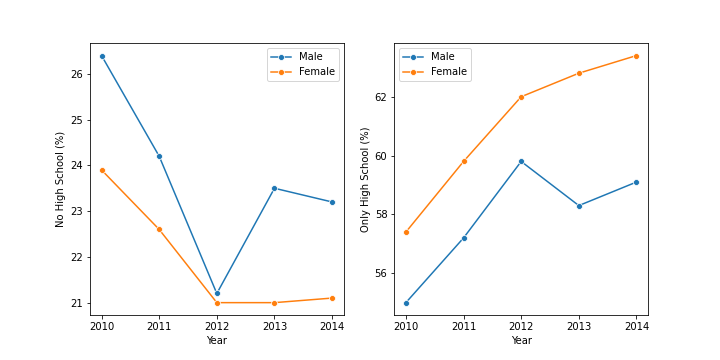 No High School (%)
26
25
24
23
22
21
2010 2011 2012 2013 2014
Year
Male
Female
Only High School (%)
62
60
58
56
2010 2011 2012 2013 2014
Year
Male
Female